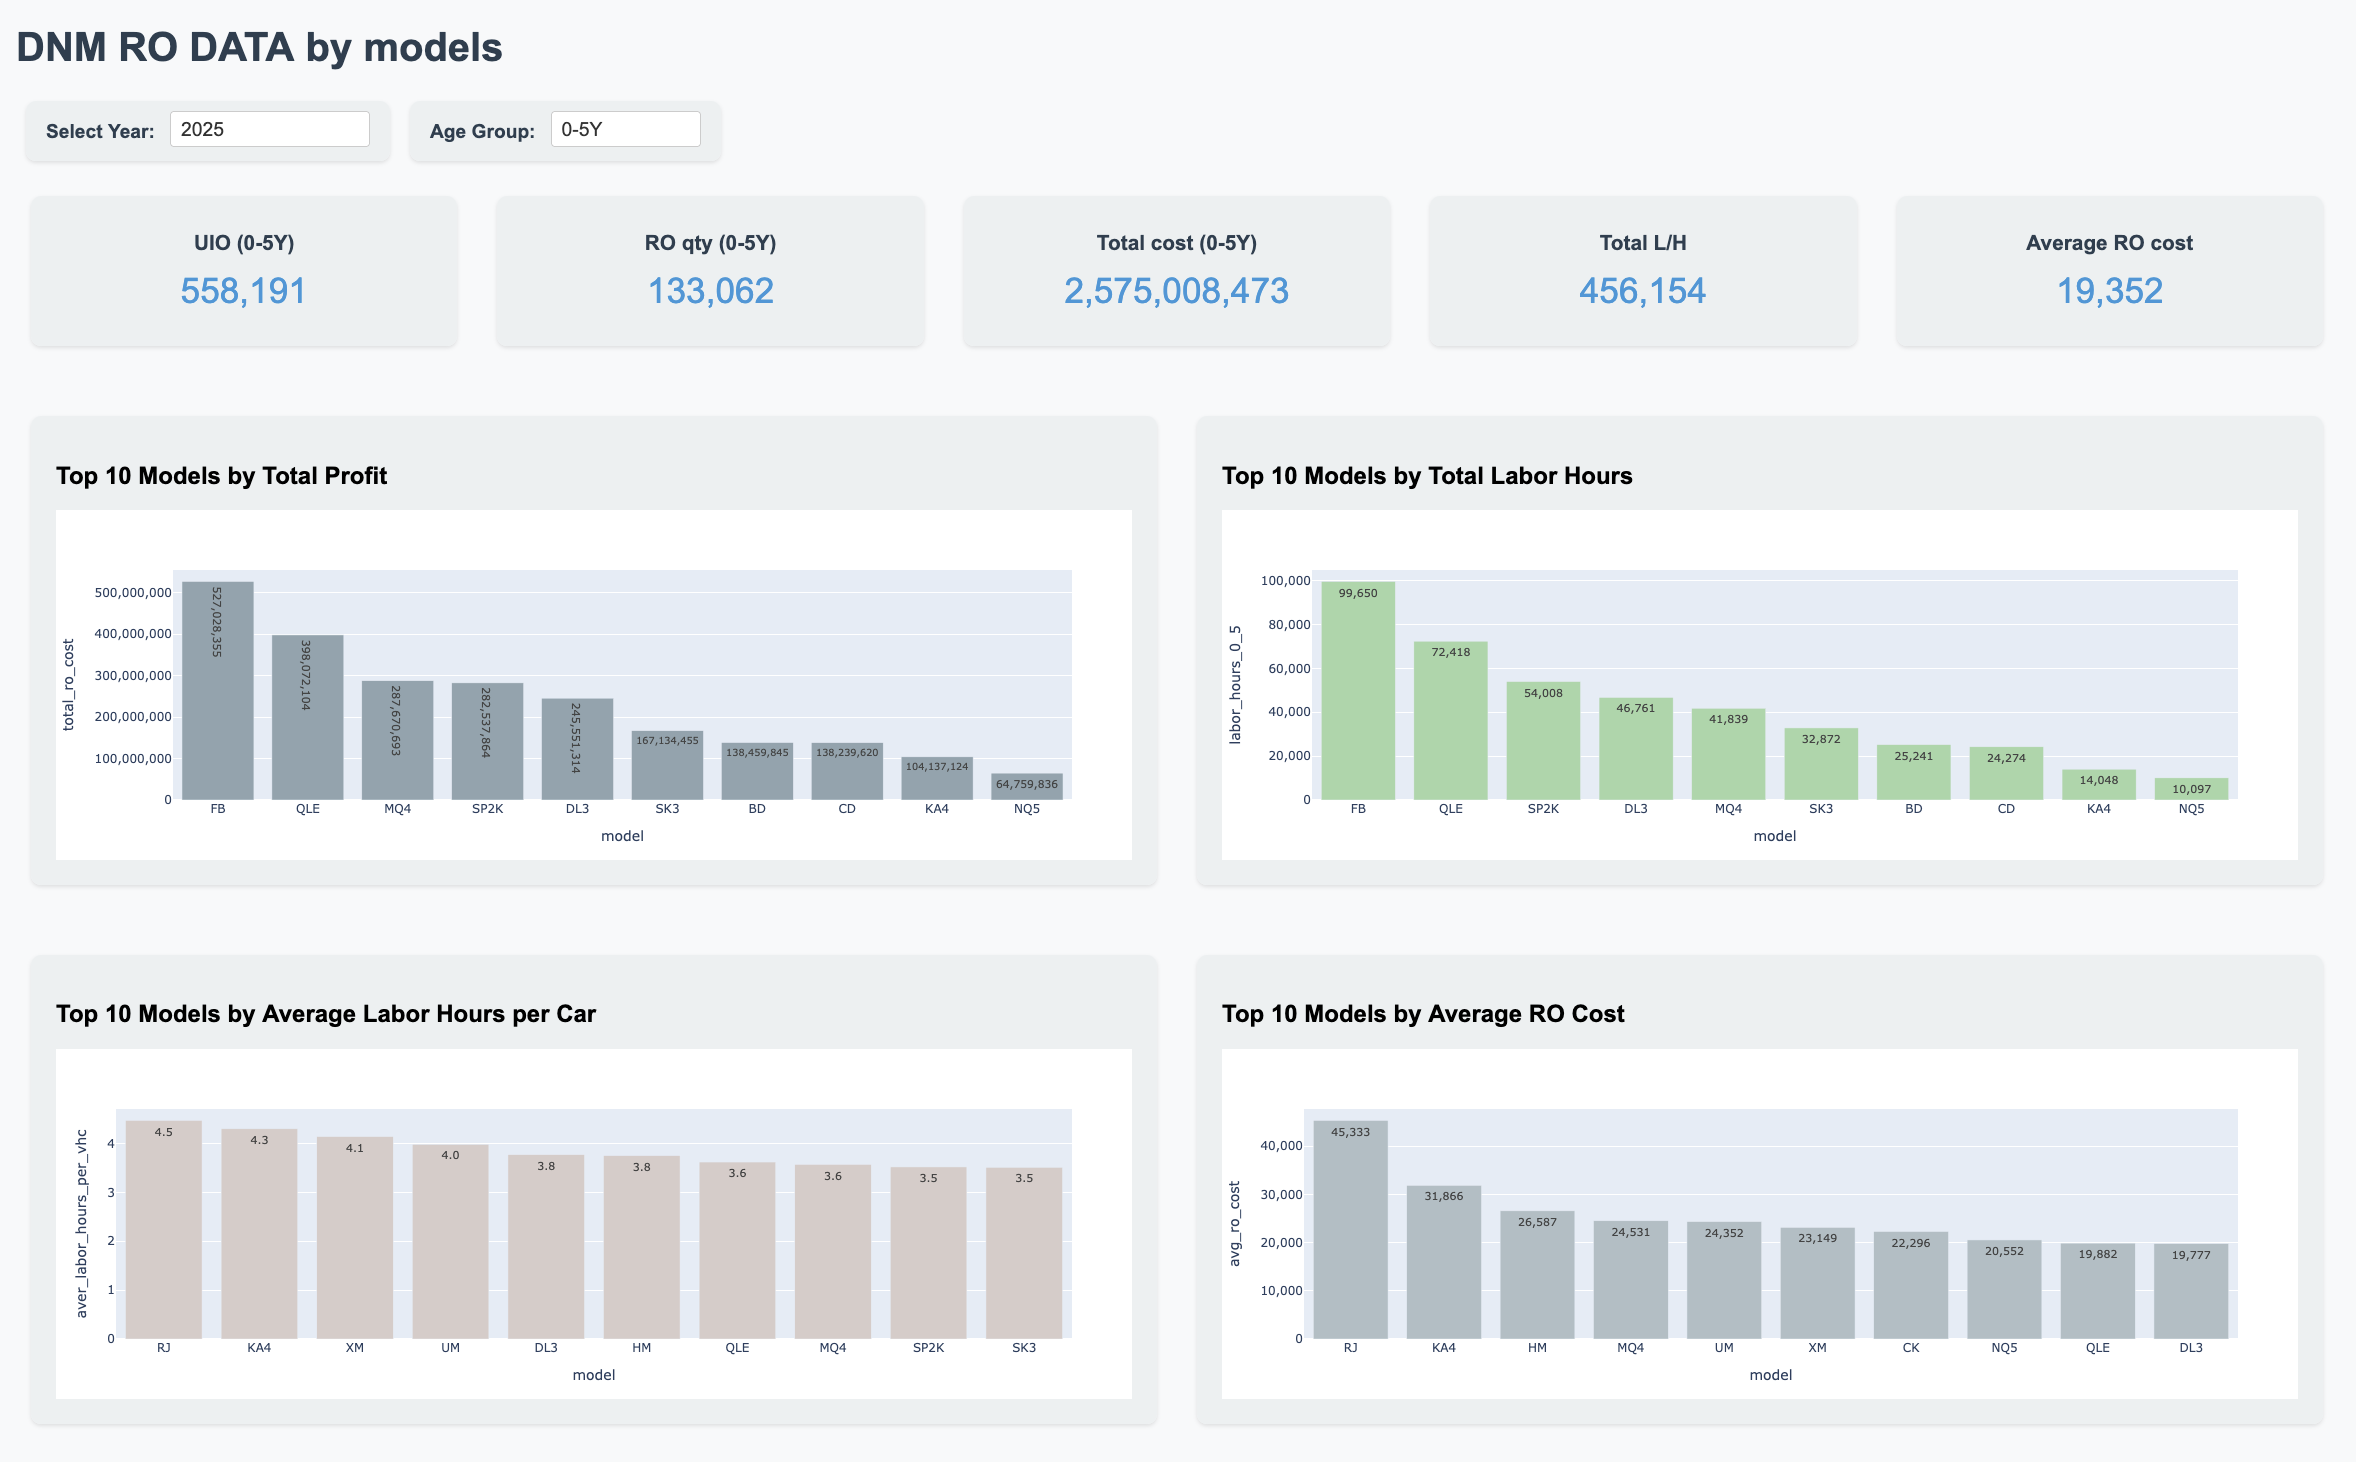 DNM RO DATA by models
Select Year: 2025
Age Group: 0-5Y
UIO (0-5Y)
558,191
RO qty (0-5Y)
133,062
Total cost (0-5Y)
2,575,008,473
Total L/H
456,154
Average RO cost
19,352
Top 10 Models by Total Profit
total_ro_cost
500,000,000
400,000,000
300,000,000
200,000,000
100,000,000
0
527,028,355
398,072,104
287,670,693
282,537,864
245,551,314
167,134,455
138,459,845
138,239,620
104,137,124
64,759,836
FB QLE MQ4 SP2K DL3 SK3 BD CD KA4 NQ5
model
Top 10 Models by Total Labor Hours
labor_hours_0_5
100,000
80,000
60,000
40,000
20,000
0
99,650
72,418
54,008
46,761
41,839
32,872
25,241
24,274
14,048
10,097
FB QLE SP2K DL3 MQ4 SK3 BD CD KA4 NQ5
model
Top 10 Models by Average Labor Hours per Car
aver_labor_hours_per_vhc
4
3
2
1
0
4.5
4.3
4.1
4.0
3.8
3.8
3.6
3.6
3.5
3.5
RJ KA4 XM UM DL3 HM QLE MQ4 SP2K SK3
model
Top 10 Models by Average RO Cost
avg_ro_cost
40,000
30,000
20,000
10,000
0
45,333
31,866
26,587
24,531
24,352
23,149
22,296
20,552
19,882
19,777
RJ KA4 HM MQ4 UM XM CK NQ5 QLE DL3
model